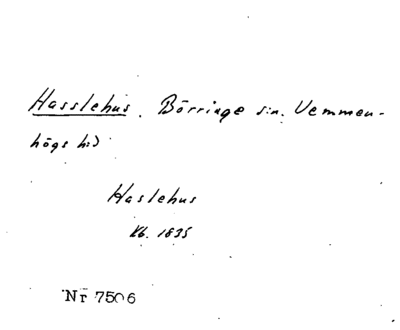 Hasslehus. Börringe sn. Vemmen-
högs hd
Haslehus
Kb. 1835
Nr 7506